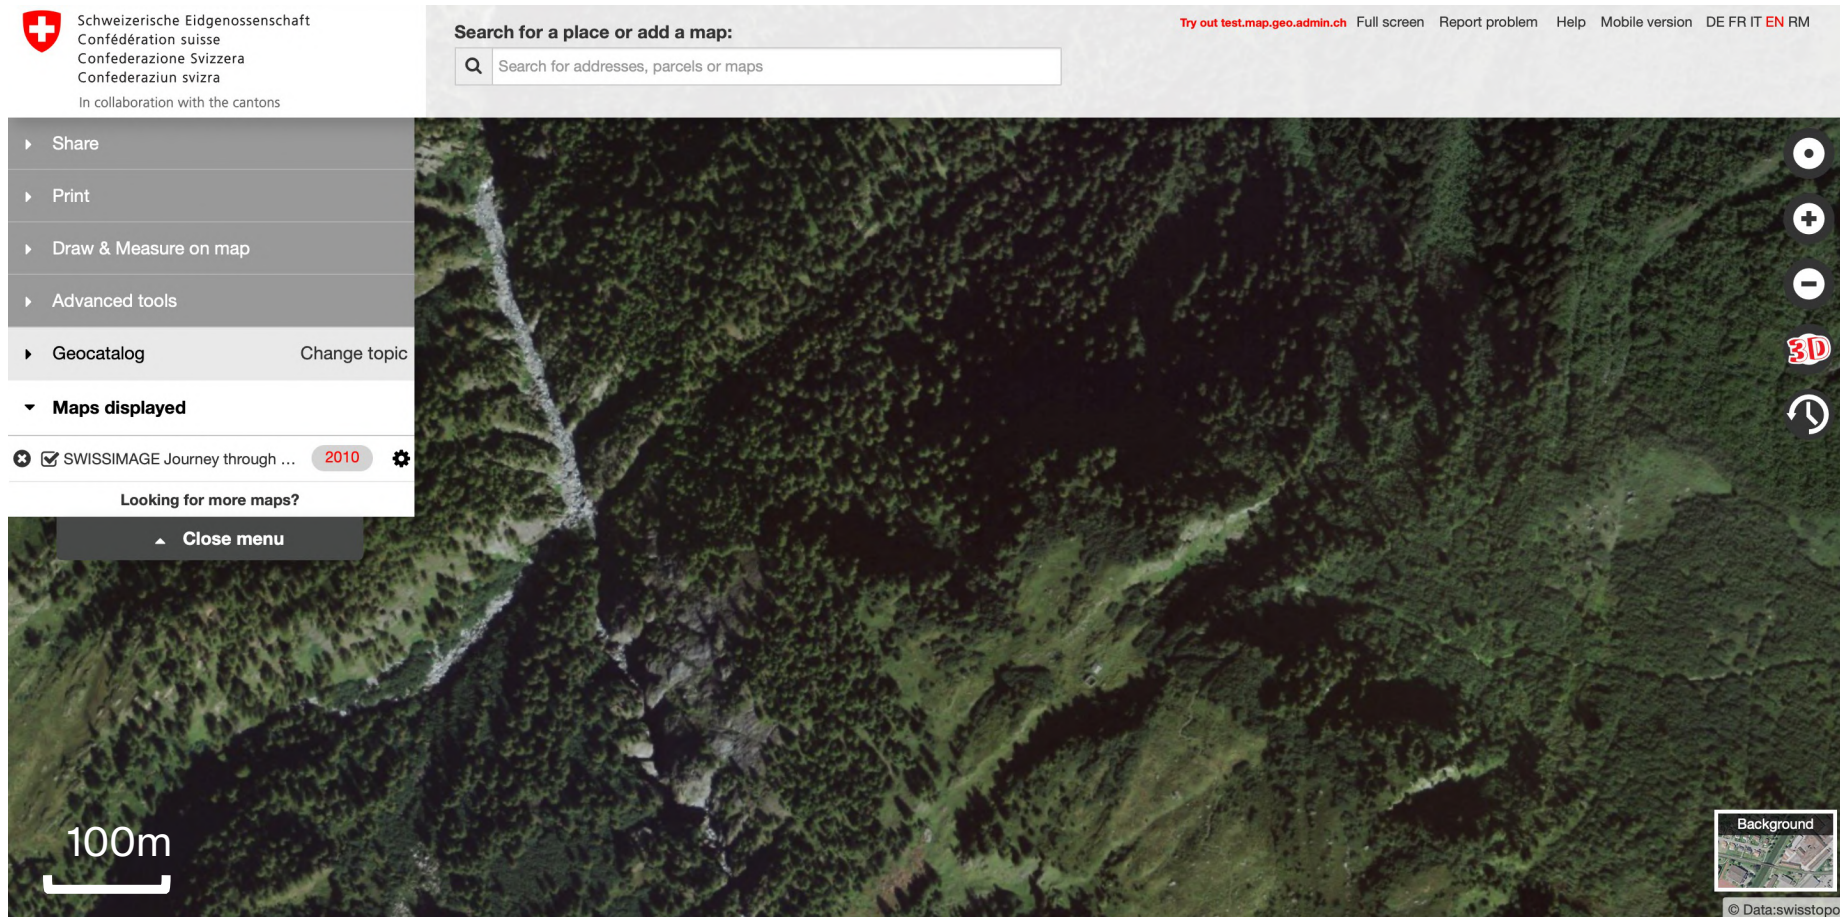 Schweizerische Eidgenossenschaft
Confédération suisse
Confederazione Svizzera
Confederaziun svizra
In collaboration with the cantons
Search for a place or add a map:
Search for addresses, parcels or maps
Try out test.map.geo.admin.ch Full screen Report problem Help Mobile version DE FR IT EN RM
Share
Print
Draw & Measure on map
Advanced tools
Geocatalog Change topic
Maps displayed
SWISSIMAGE Journey through ... 2010
Looking for more maps?
Close menu
3D
100m
Background
© Data:swisstopo